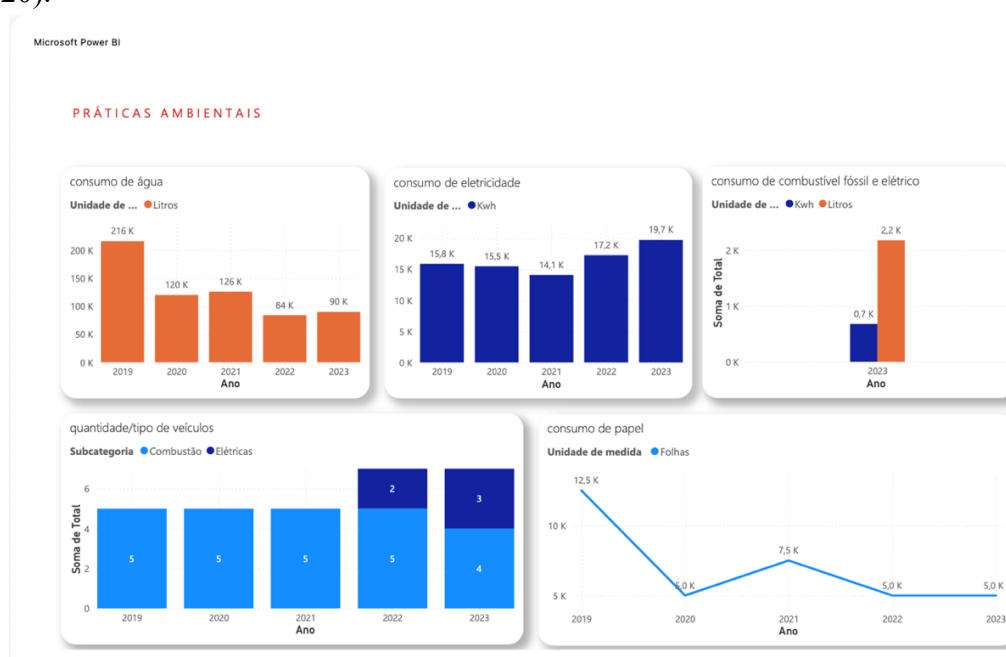 20).
Microsoft Power BI
PRÁTICAS AMBIENTAIS
consumo de água
Unidade de ... Litros
216 K
200 K
150 K
120 K
126 K
100 K
84 K
90 K
50 K
0 K
2019 2020 2021 2022 2023
Ano
consumo de eletricidade
Unidade de ... Kwh
20 K
19,7 K
17,2 K
15,8 K
15,5 K
14,1 K
15 K
10 K
5 K
0 K
2019 2020 2021 2022 2023
Ano
consumo de combustível fóssil e elétrico
Unidade de ... Kwh Litros
Soma de Total
2,2 K
2 K
1 K
0,7 K
0 K
2023
Ano
quantidade/tipo de veículos
Subcategoria Combustão Elétricas
Soma de Total
6
4
2
0
5 5 5 5 4
2 3
2019 2020 2021 2022 2023
Ano
consumo de papel
Unidade de medida Folhas
12,5 K
10 K
7,5 K
5,0 K 5,0 K 5,0 K
5 K
2019 2020 2021 2022 2023
Ano